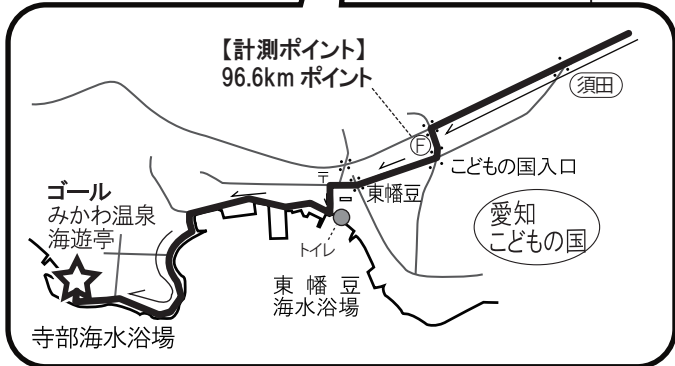 【計測ポイント】
96.6km ポイント
須田
F
こどもの国入口
〒
東幡豆
愛知
こどもの国
ゴール
みかわ温泉
海遊亭
トイレ
東幡豆
海水浴場
寺部海水浴場